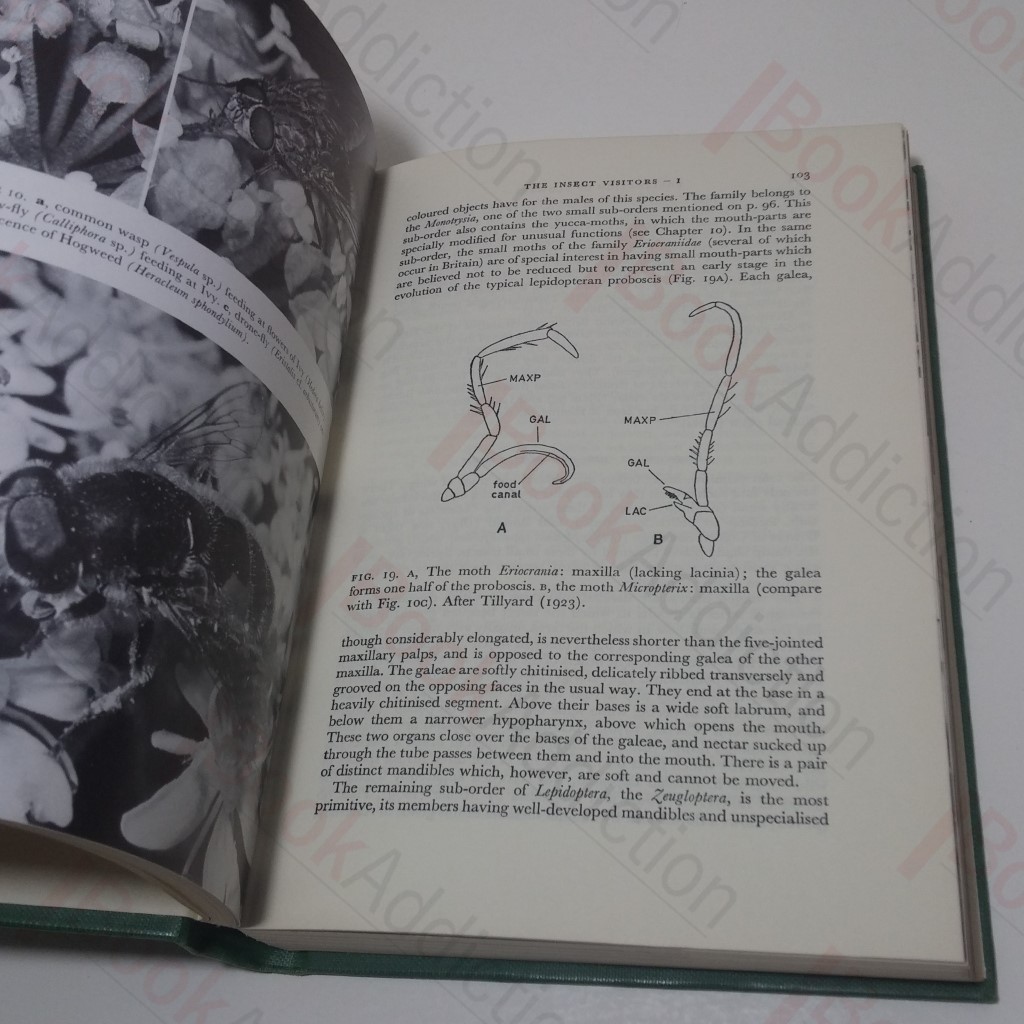 10. a, common wasp (Vespula sp.) feeding at flowers of Ivy
-fly (Calliphora sp.) feeding at Ivy. c, drone-fly (Eristalis
cence of Hogweed (Heracleum sphondylium).
THE INSECT VISITORS – I 103
coloured objects have for the males of this species. The family belongs to
the Monotrysia, one of the two small sub-orders mentioned on p. 96. This
sub-order also contains the yucca-moths, in which the mouth-parts are
specially modified for unusual functions (see Chapter 10). In the same
sub-order, the small moths of the family Eriocraniidae (several of which
occur in Britain) are of special interest in having small mouth-parts which
are believed not to be reduced but to represent an early stage in the
evolution of the typical lepidopteran proboscis (Fig. 19A). Each galea,
MAXP
GAL
food
canal
A
MAXP
GAL
LAC
B
FIG. 19. A, The moth Eriocrania: maxilla (lacking lacinia); the galea
forms one half of the proboscis. B, the moth Micropterix: maxilla (compare
with Fig. 10C). After Tillyard (1923).
though considerably elongated, is nevertheless shorter than the five-jointed
maxillary palps, and is opposed to the corresponding galea of the other
maxilla. The galeae are softly chitinised, delicately ribbed transversely and
grooved on the opposing faces in the usual way. They end at the base in a
heavily chitinised segment. Above their bases is a wide soft labrum, and
below them a narrower hypopharynx, above which opens the mouth.
These two organs close over the bases of the galeae, and nectar sucked up
through the tube passes between them and into the mouth. There is a pair
of distinct mandibles which, however, are soft and cannot be moved.
The remaining sub-order of Lepidoptera, the Zeugloptera, is the most
primitive, its members having well-developed mandibles and unspecialised
BookAddiction